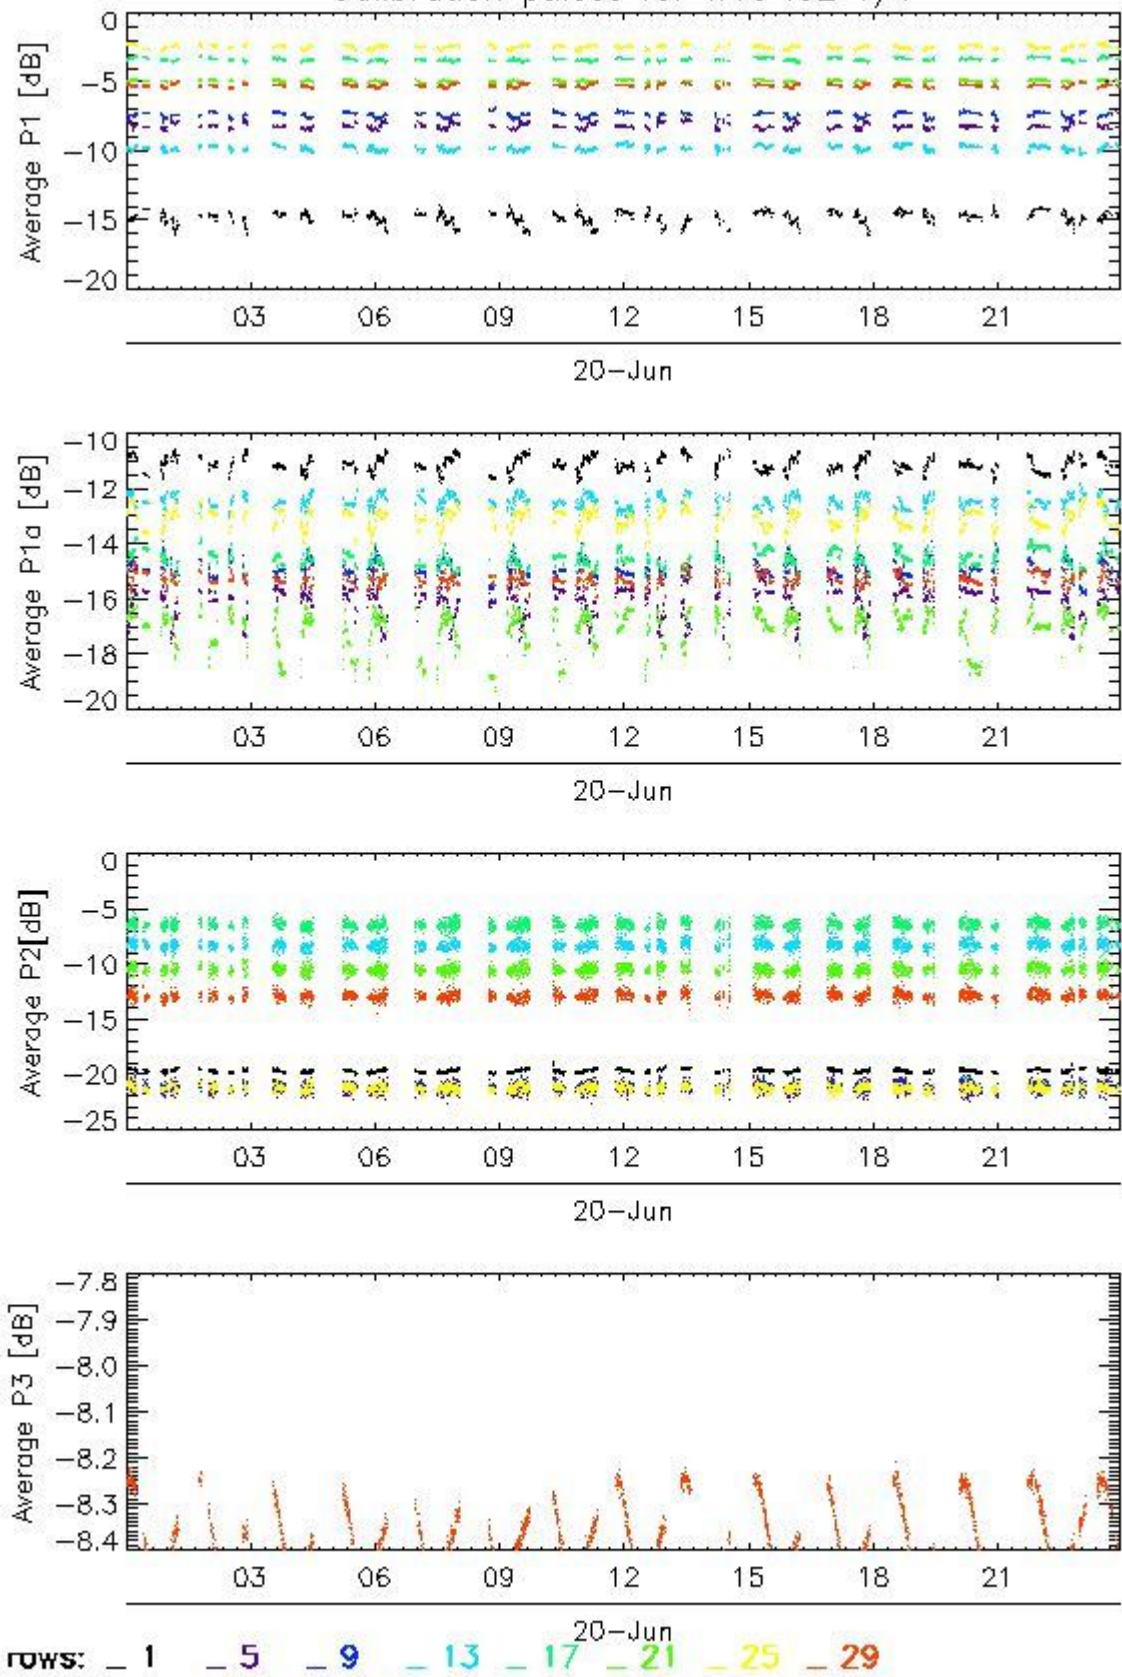 0
−5
−10
−15
−20
Average P1 [dB]
03 06 09 12 15 18 21
20−Jun
−10
−12
−14
−16
−18
−20
Average P1a [dB]
03 06 09 12 15 18 21
20−Jun
0
−5
−10
−15
−20
−25
Average P2[dB]
03 06 09 12 15 18 21
20−Jun
−7.8
−7.9
−8.0
−8.1
−8.2
−8.3
−8.4
Average P3 [dB]
03 06 09 12 15 18 21
20−Jun
rows: _ 1 _ 5 _ 9 _ 13 _ 17 _ 21 _ 25 _ 29